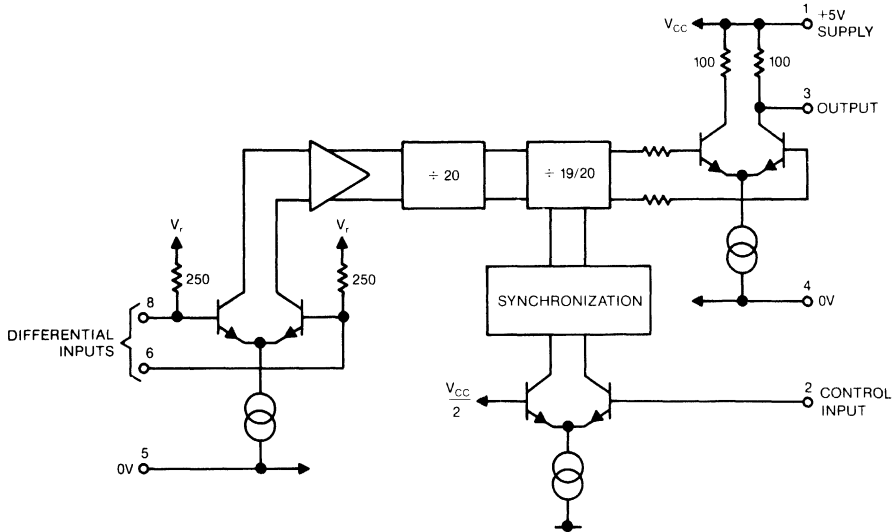 1
VCC
+5V
SUPPLY
100
100
3
OUTPUT
÷ 20
÷ 19/20
Vr
Vr
250
250
4
0V
8
SYNCHRONIZATION
DIFFERENTIAL
INPUTS
6
VCC
2
2
CONTROL
INPUT
5
0V